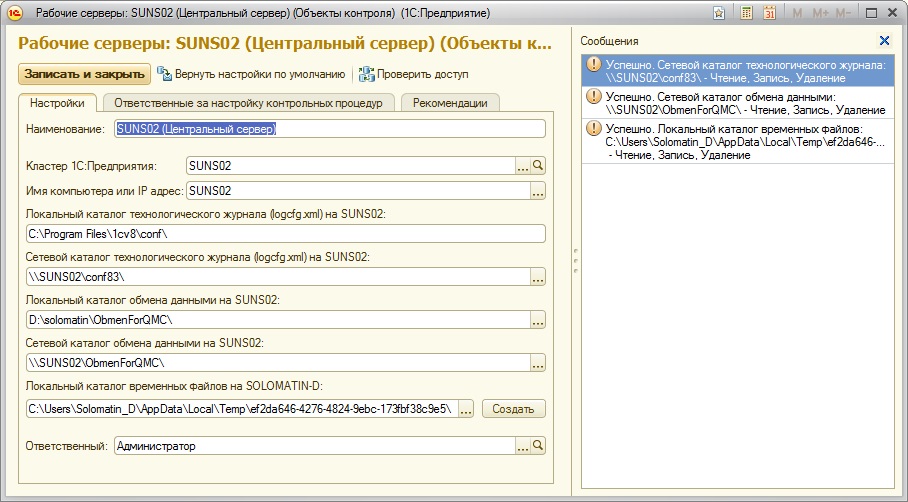 Рабочие серверы: SUNS02 (Центральный сервер) (Объекты контроля) (1С:Предприятие)
M M+ M-
31
Рабочие серверы: SUNS02 (Центральный сервер) (Объекты к...
Записать и закрыть Вернуть настройки по умолчанию Проверить доступ
Настройки Ответственные за настройку контрольных процедур Рекомендации
Наименование: SUNS02 (Центральный сервер)
Кластер 1С:Предприятия: SUNS02 ...
Имя компьютера или IP адрес: SUNS02 ...
Локальный каталог технологического журнала (logcfg.xml) на SUNS02:
C:\Program Files\1cv8\conf\
Сетевой каталог технологического журнала (logcfg.xml) на SUNS02:
\\SUNS02\conf83\ ...
Локальный каталог обмена данными на SUNS02:
D:\solomatin\ObmenForQMC\ ...
Сетевой каталог обмена данными на SUNS02:
\\SUNS02\ObmenForQMC\ ...
Локальный каталог временных файлов на SOLOMATIN-D:
C:\Users\Solomatin_D\AppData\Local\Temp\ef2da646-4276-4824-9ebc-173fbf38c9e5\ ... Создать
Ответственный: Администратор ...
Сообщения
Успешно. Сетевой каталог технологического журнала:
\\SUNS02\conf83\ - Чтение, Запись, Удаление
Успешно. Сетевой каталог обмена данными:
\\SUNS02\ObmenForQMC\ - Чтение, Запись, Удаление
Успешно. Локальный каталог временных файлов:
C:\Users\Solomatin_D\AppData\Local\Temp\ef2da646-...
- Чтение, Запись, Удаление